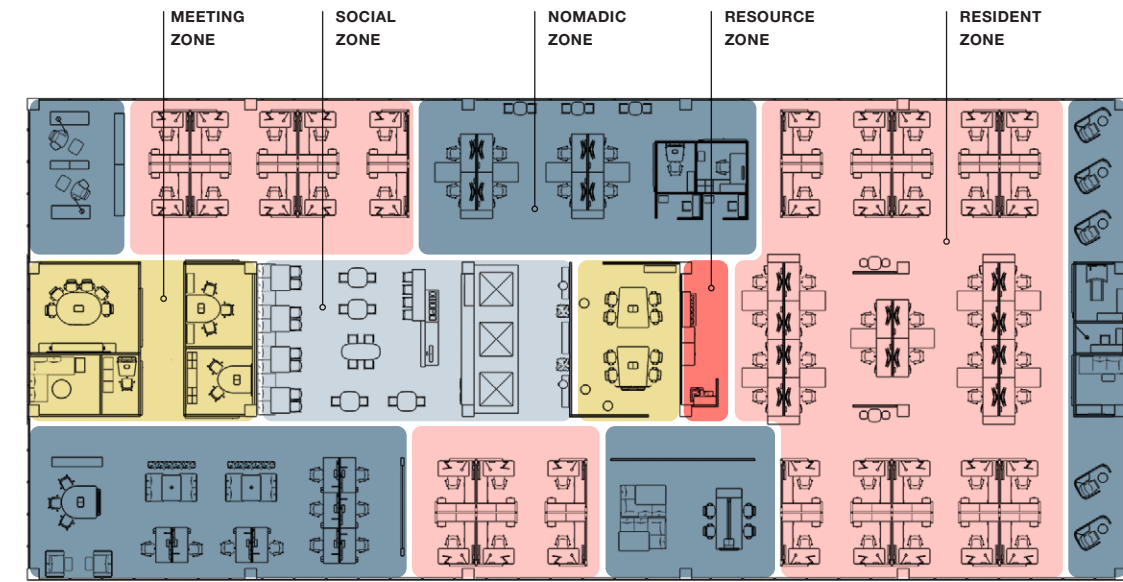 MEETING
ZONE
SOCIAL
ZONE
NOMADIC
ZONE
RESOURCE
ZONE
RESIDENT
ZONE